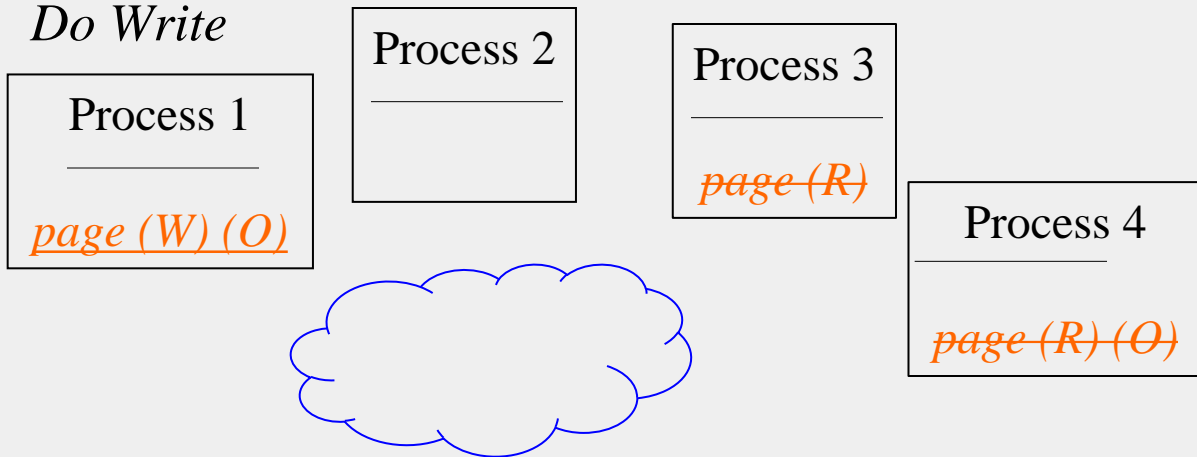 Do Write
Process 1
page (W) (O)
Process 2
Process 3
page (R)
Process 4
page (R) (O)